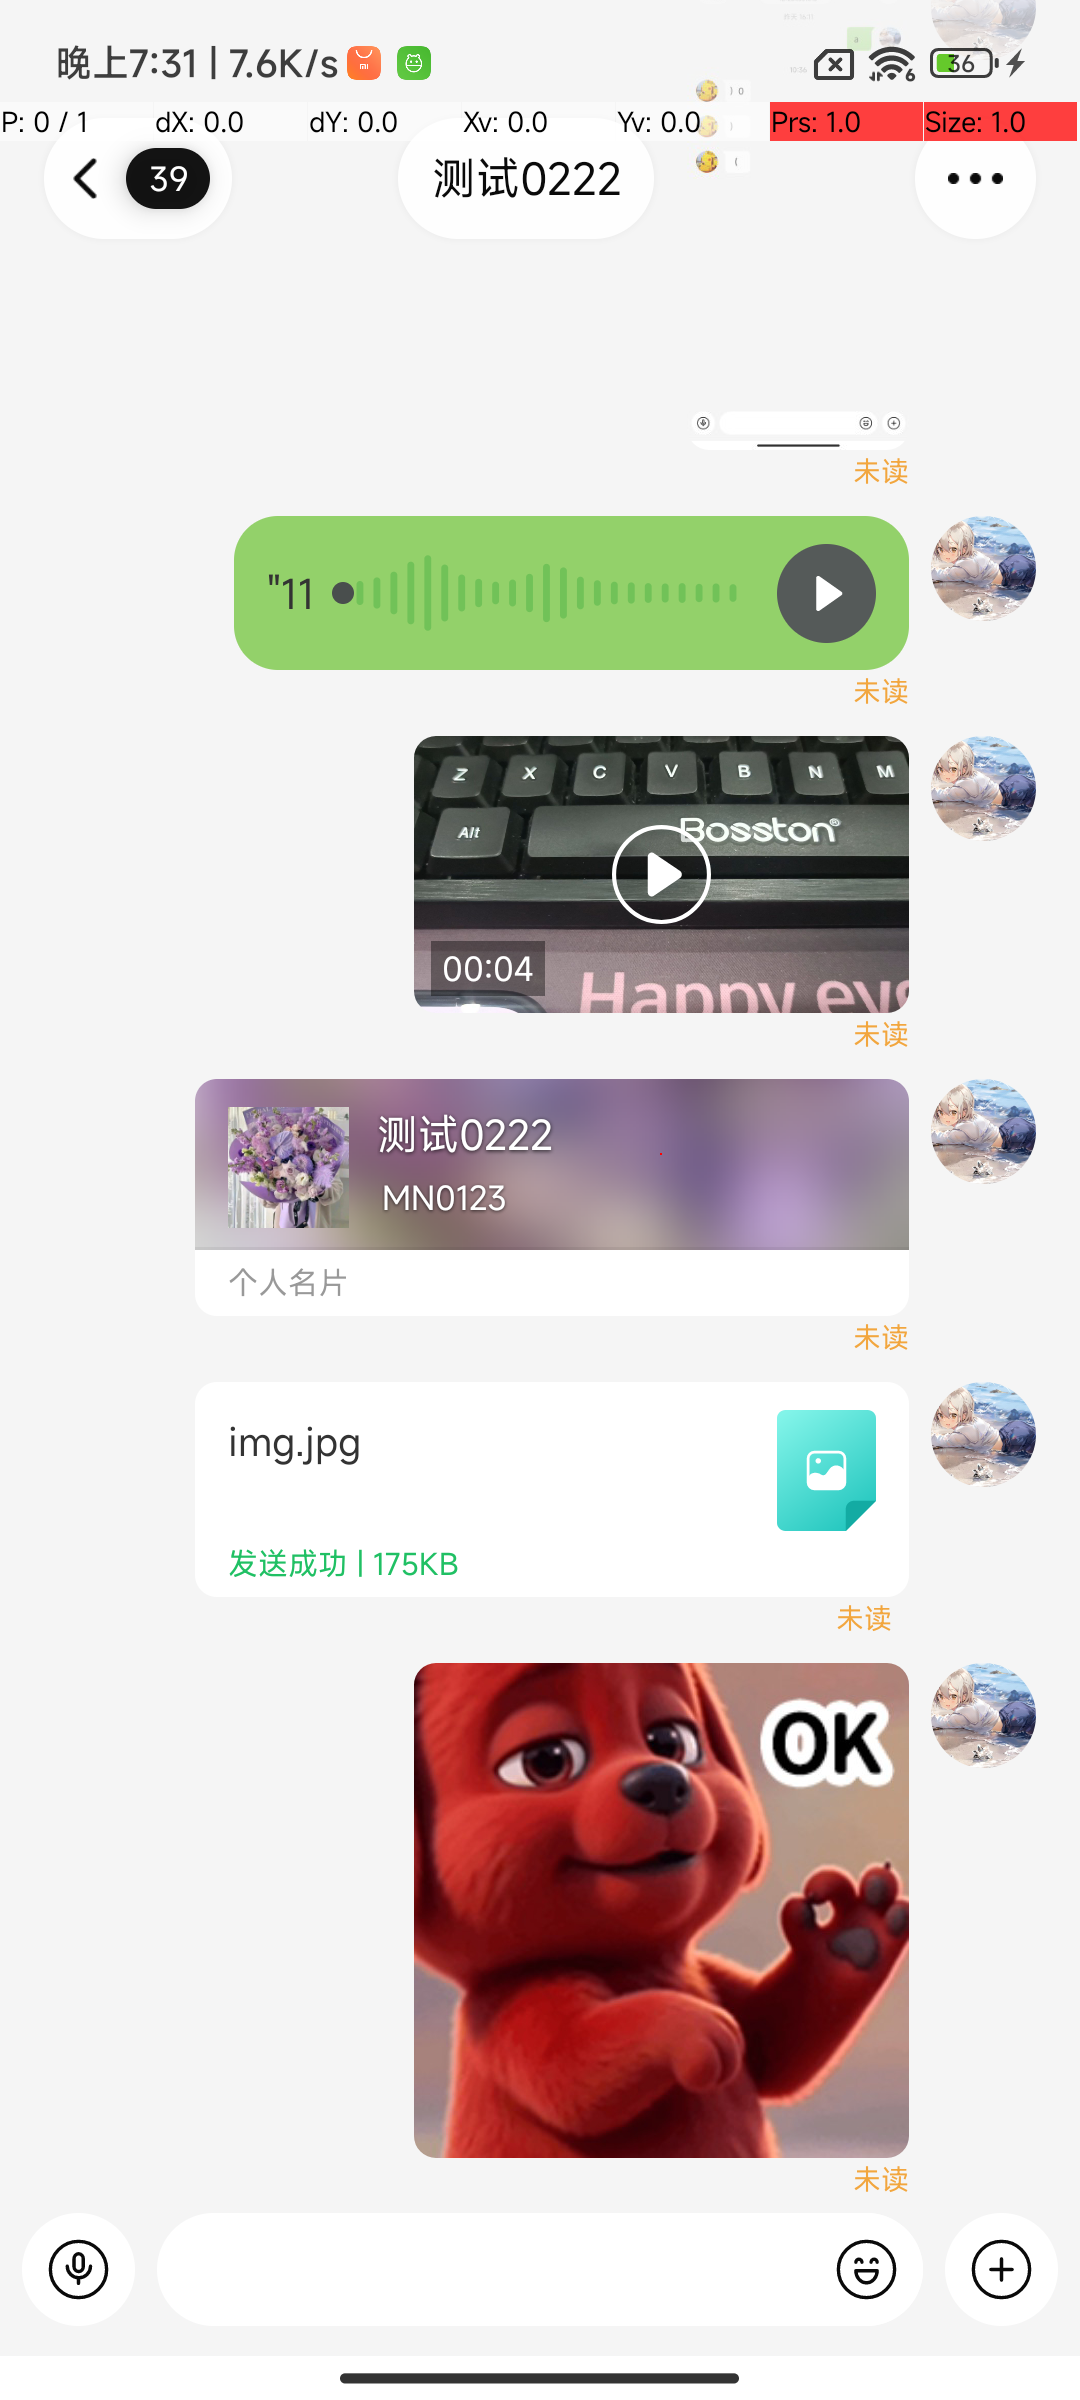 晚上7:31 | 7.6K/s
36
P: 0 / 1
dX: 0.0
dY: 0.0
Xv: 0.0
Yv: 0.0
Prs: 1.0
Size: 1.0
39
测试0222
未读
"11
未读
Z X C V B N M
Alt
Bosston®
00:04
Happy eve
未读
测试0222
MN0123
个人名片
未读
img.jpg
发送成功 | 175KB
未读
OK
未读